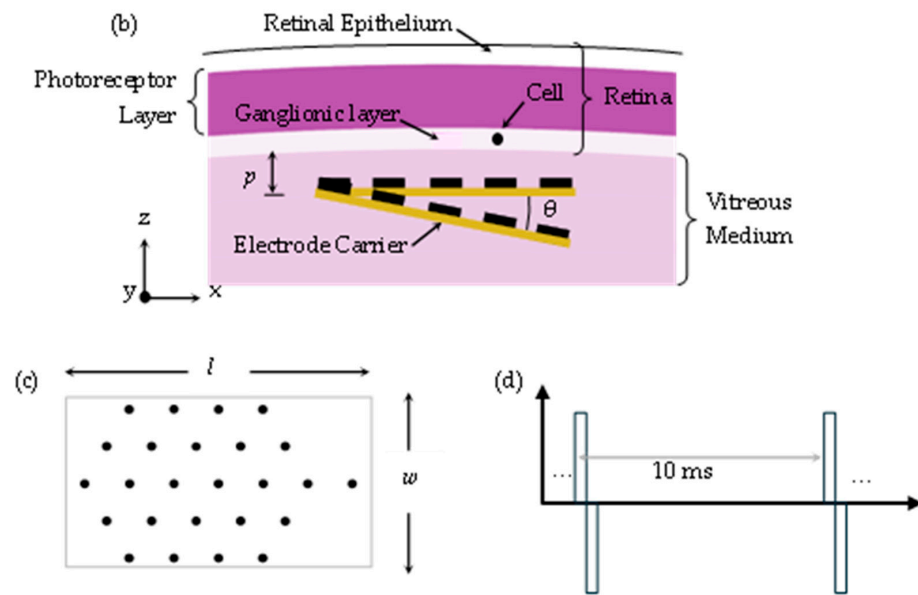 (b)
Retinal Epithelium
Photoreceptor
Layer
Ganglionic layer
Cell
Retina
p
θ
Electrode Carrier
Vitreous
Medium
z
y
x
(c)
l
w
(d)
...
10 ms
...